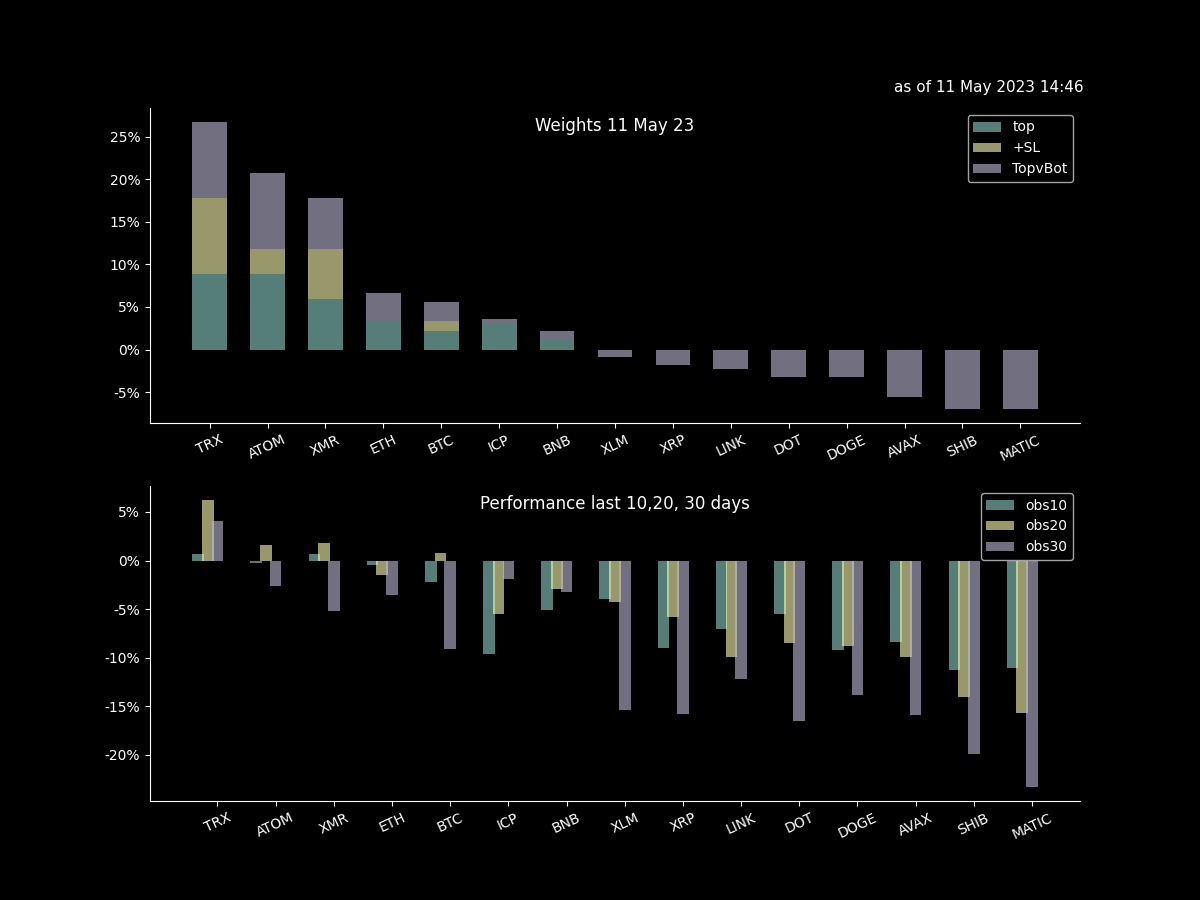 as of 11 May 2023 14:46
Weights 11 May 23
top
+SL
TopvBot
25%
20%
15%
10%
5%
0%
-5%
TRX ATOM XMR ETH BTC ICP BNB XLM XRP LINK DOT DOGE AVAX SHIB MATIC
Performance last 10,20, 30 days
obs10
obs20
obs30
5%
0%
-5%
-10%
-15%
-20%
TRX ATOM XMR ETH BTC ICP BNB XLM XRP LINK DOT DOGE AVAX SHIB MATIC